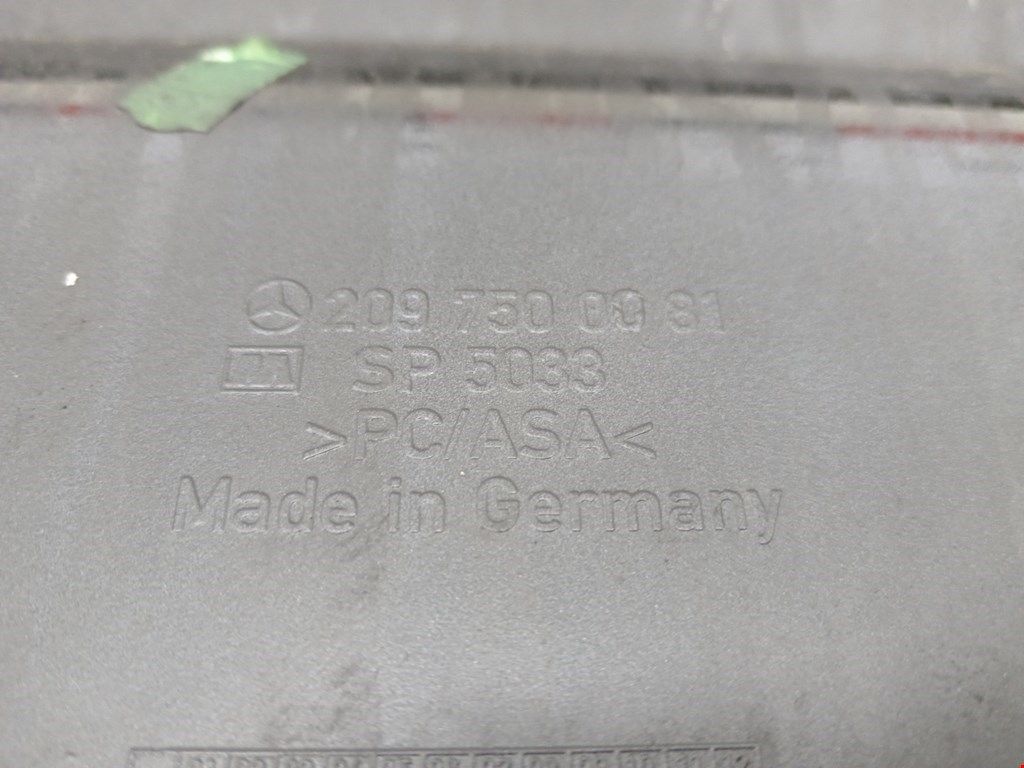 209 750 00 81
SP 5033
>PC/ASA<
Made in Germany